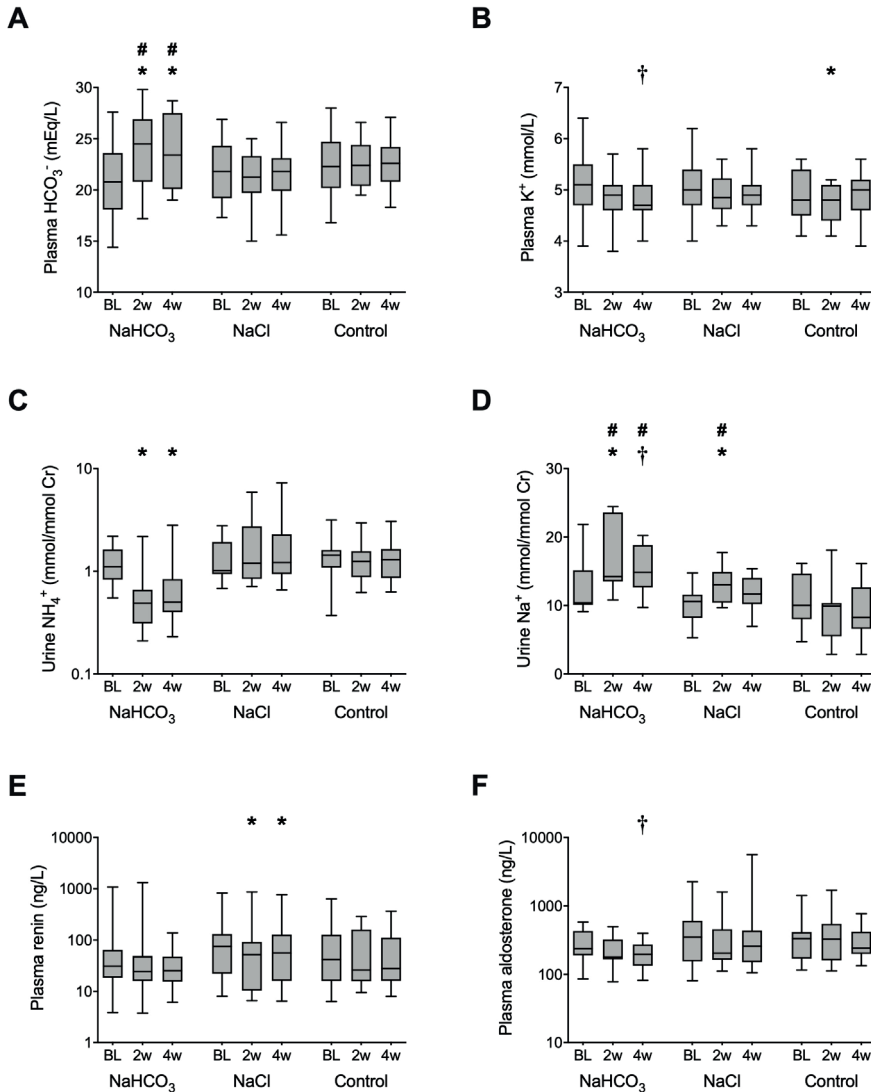 A
# #
* *
Plasma HCO₃⁻ (mEq/L)
30
25
20
15
10
BL 2w 4w BL 2w 4w BL 2w 4w
NaHCO₃ NaCl Control
B
† *
Plasma K⁺ (mmol/L)
7
6
5
4
3
BL 2w 4w BL 2w 4w BL 2w 4w
NaHCO₃ NaCl Control
C
* *
Urine NH₄⁺ (mmol/mmol Cr)
10
1
0.1
BL 2w 4w BL 2w 4w BL 2w 4w
NaHCO₃ NaCl Control
D
# # #
* † *
Urine Na⁺ (mmol/mmol Cr)
30
20
10
0
BL 2w 4w BL 2w 4w BL 2w 4w
NaHCO₃ NaCl Control
E
* *
Plasma renin (ng/L)
10000
1000
100
10
1
BL 2w 4w BL 2w 4w BL 2w 4w
NaHCO₃ NaCl Control
F
†
Plasma aldosterone (ng/L)
10000
1000
100
10
BL 2w 4w BL 2w 4w BL 2w 4w
NaHCO₃ NaCl Control